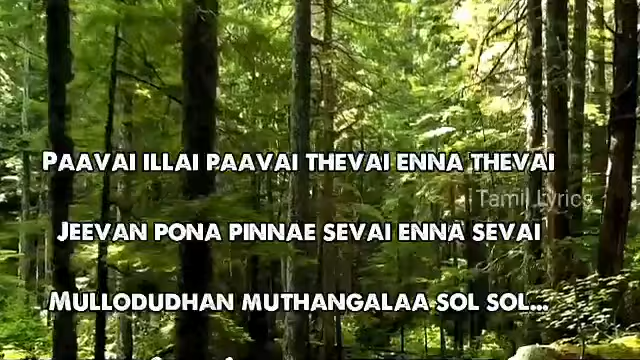 Paavai illai paavai thevai enna thevai
Tamil Lyrics
Jeevan pona pinnae sevai enna sevai
Mullodudhan muthangalaa sol sol...